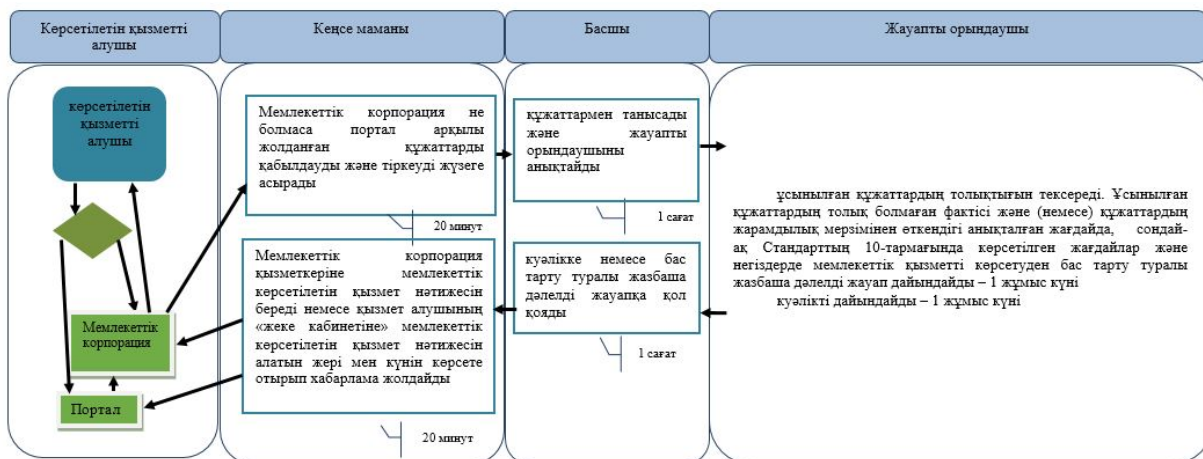 Көрсетілетін қызметті
алушы
Кеңсе маманы
Басшы
Жауапты орындаушы
көрсетілетін
қызметті
алушы
Мемлекеттік
корпорация
Портал
Мемлекеттік корпорация не
болмаса портал арқылы
жолданған құжаттарды
қабылдауды және тіркеуді жүзеге
асырады
20 минут
Мемлекеттік корпорация
қызметкеріне мемлекеттік
көрсетілетін қызмет нәтижесін
береді немесе қызмет алушының
«жеке кабинетіне» мемлекеттік
көрсетілетін қызмет нәтижесін
алатын жері мен күнін көрсете
отырып хабарлама жолдайды
20 минут
құжаттармен танысады
және жауапты
орындаушыны
анықтайды
1 сағат
куәлікке немесе бас
тарту туралы жазбаша
дәлелді жауапқа қол
қояды
1 сағат
ұсынылған құжаттардың толықтығын тексереді. Ұсынылған
құжаттардың толық болмаған фактісі және (немесе) құжаттардың
жарамдылық мерзімінен өткендігі анықталған жағдайда, сондай-
ақ Стандарттың 10-тармағында көрсетілген жағдайлар және
негіздерде мемлекеттік қызметті көрсетуден бас тарту туралы
жазбаша дәлелді жауап дайындайды – 1 жұмыс күні
куәлікті дайындайды – 1 жұмыс күні